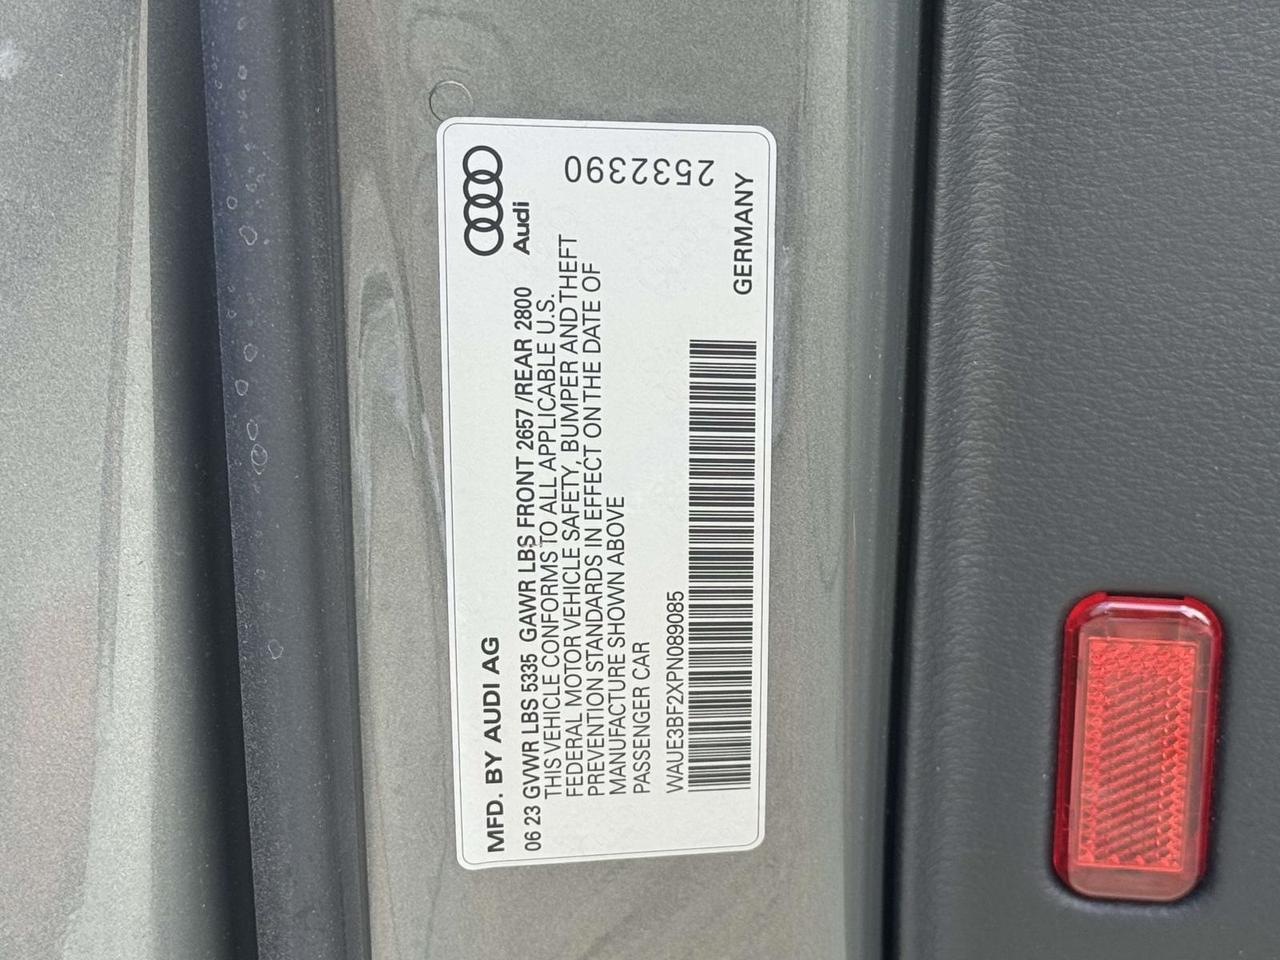 MFD. BY AUDI AG
Audi
06 23 GVWR LBS 5335 GAWR LBS FRONT 2657 /REAR 2800
THIS VEHICLE CONFORMS TO ALL APPLICABLE U.S.
FEDERAL MOTOR VEHICLE SAFETY, BUMPER AND THEFT
PREVENTION STANDARDS IN EFFECT ON THE DATE OF
MANUFACTURE SHOWN ABOVE
PASSENGER CAR
WAUE3BF2XPN089085
2532390
GERMANY